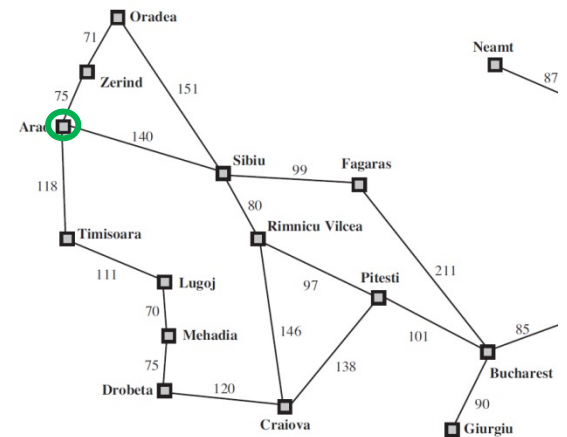 Oradea
71
Neamt
87
Zerind
75
151
Arad
140
Sibiu
99
Fagaras
118
80
Timisoara
Rimnicu Vilcea
111
Lugoj
97
Pitesti
211
70
Mehadia
146
101
85
75
138
Bucharest
Drobeta
120
Craiova
90
Giurgiu